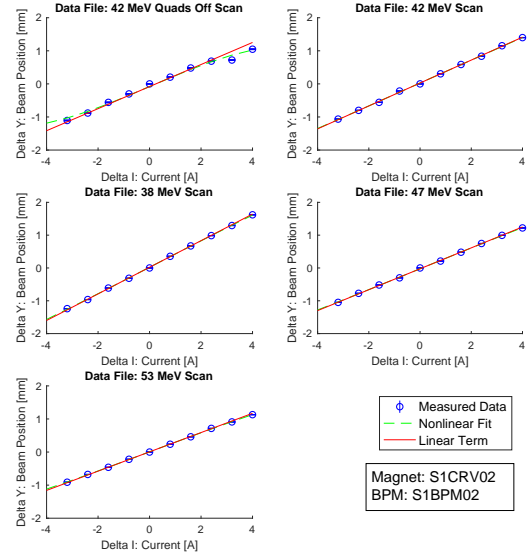 Data File: 42 MeV Quads Off Scan
Delta Y: Beam Position [mm]
2
1
0
-1
-2
-4
-2
0
2
4
Delta I: Current [A]
Data File: 42 MeV Scan
Delta Y: Beam Position [mm]
2
1
0
-1
-2
-4
-2
0
2
4
Delta I: Current [A]
Data File: 38 MeV Scan
Delta Y: Beam Position [mm]
2
1
0
-1
-2
-4
-2
0
2
4
Delta I: Current [A]
Data File: 47 MeV Scan
Delta Y: Beam Position [mm]
2
1
0
-1
-2
-4
-2
0
2
4
Delta I: Current [A]
Data File: 53 MeV Scan
Delta Y: Beam Position [mm]
2
1
0
-1
-2
-4
-2
0
2
4
Delta I: Current [A]
Measured Data
Nonlinear Fit
Linear Term
Magnet: S1CRV02
BPM: S1BPM02